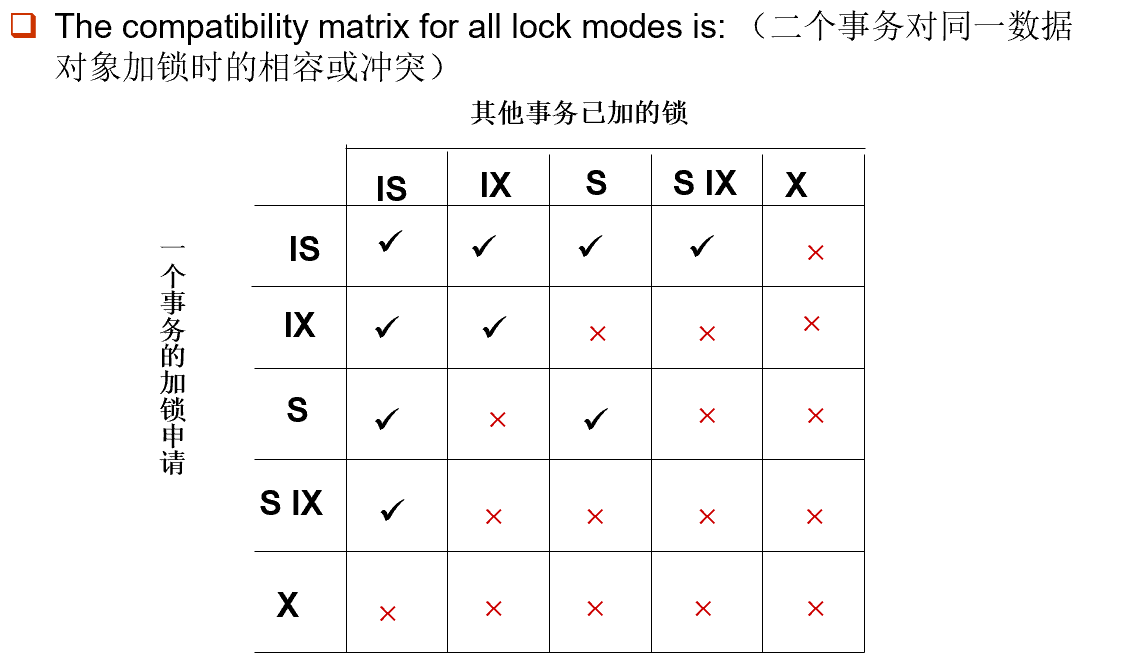 The compatibility matrix for all lock modes is: （二个事务对同一数据
对象加锁时的相容或冲突）
其他事务已加的锁
IS IX S S IX X
一个事务的加锁申请
IS ✓ ✓ ✓ ✓ ×
IX ✓ ✓ × × ×
S ✓ × ✓ × ×
S IX ✓ × × × ×
X × × × × ×